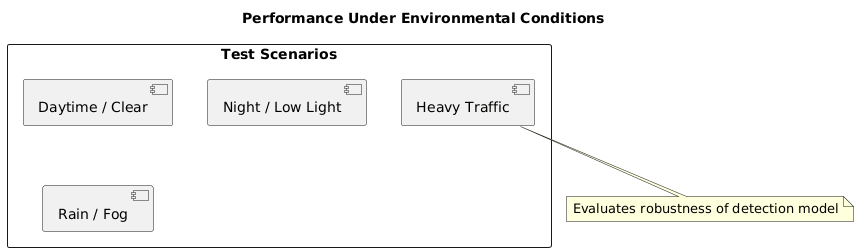 Performance Under Environmental Conditions
Test Scenarios
Daytime / Clear
Night / Low Light
Heavy Traffic
Rain / Fog
Evaluates robustness of detection model